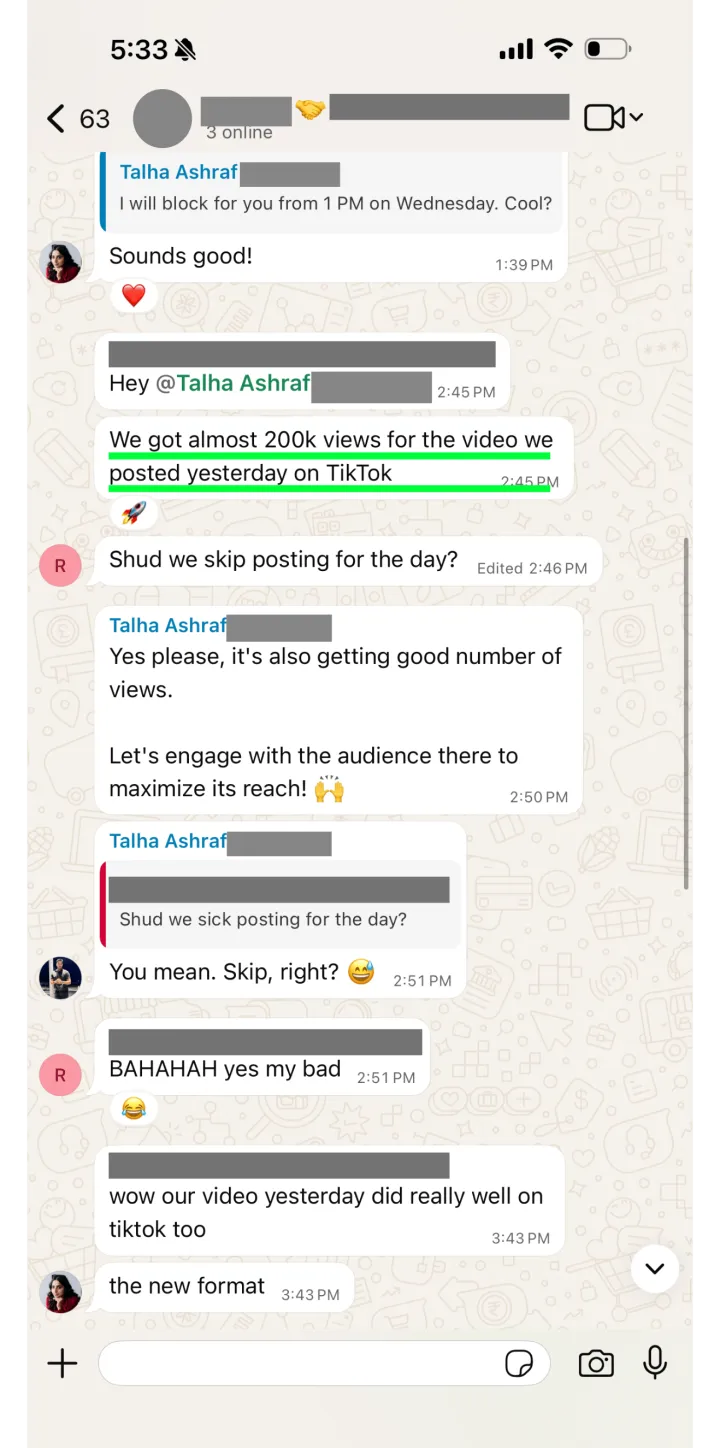 5:33
63
🤝
3 online
Talha Ashraf
I will block for you from 1 PM on Wednesday. Cool?
Sounds good!
1:39 PM
❤️
Hey @Talha Ashraf
2:45 PM
We got almost 200k views for the video we
posted yesterday on TikTok
2:45 PM
🚀
R
Shud we skip posting for the day?
Edited 2:46 PM
Talha Ashraf
Yes please, it's also getting good number of
views.
Let's engage with the audience there to
maximize its reach! 🙌
2:50 PM
Talha Ashraf
Shud we sick posting for the day?
You mean. Skip, right? 😅
2:51 PM
R
BAHAHAH yes my bad
2:51 PM
😂
wow our video yesterday did really well on
tiktok too
3:43 PM
the new format
3:43 PM